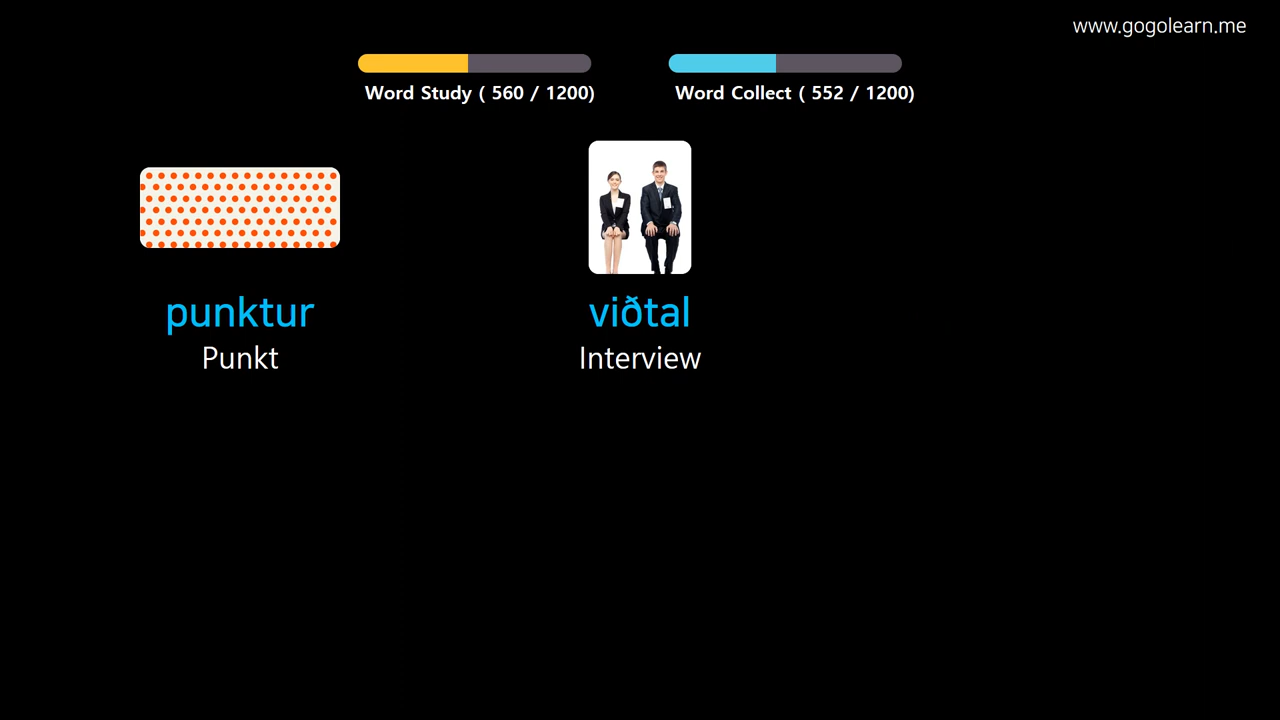 www.gogolearn.me
Word Study ( 560 / 1200)
Word Collect ( 552 / 1200)
punktur
Punkt
viðtal
Interview